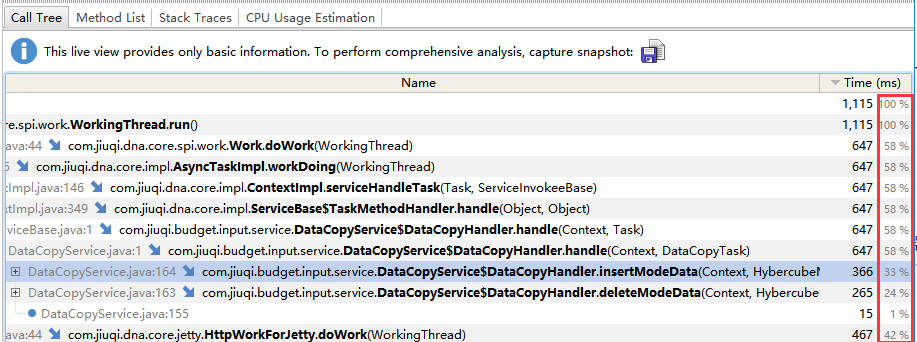 Call Tree Method List Stack Traces CPU Usage Estimation
This live view provides only basic information. To perform comprehensive analysis, capture snapshot:
Name Time (ms)
1,115 100 %
re.spi.work.WorkingThread.run() 1,115 100 %
java:44 com.jiuqi.dna.core.spi.work.Work.doWork(WorkingThread) 647 58 %
6 com.jiuqi.dna.core.impl.AsyncTaskImpl.workDoing(WorkingThread) 647 58 %
xtImpl.java:146 com.jiuqi.dna.core.impl.ContextImpl.serviceHandleTask(Task, ServiceInvokeeBase) 647 58 %
extImpl.java:349 com.jiuqi.dna.core.impl.ServiceBase$TaskMethodHandler.handle(Object, Object) 647 58 %
rviceBase.java:1 com.jiuqi.budget.input.service.DataCopyService$DataCopyHandler.handle(Context, Task) 647 58 %
DataCopyService.java:1 com.jiuqi.budget.input.service.DataCopyService$DataCopyHandler.handle(Context, DataCopyTask) 647 58 %
DataCopyService.java:164 com.jiuqi.budget.input.service.DataCopyService$DataCopyHandler.insertModeData(Context, HybercubeM 366 33 %
DataCopyService.java:163 com.jiuqi.budget.input.service.DataCopyService$DataCopyHandler.deleteModeData(Context, Hybercube 265 24 %
DataCopyService.java:155 15 1 %
java:44 com.jiuqi.dna.core.jetty.HttpWorkForJetty.doWork(WorkingThread) 467 42 %